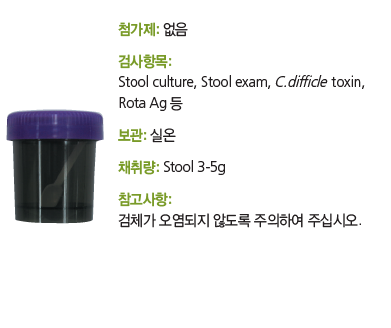 첨가제: 없음
검사항목:
Stool culture, Stool exam, C.difficle toxin,
Rota Ag 등
보관: 실온
채취량: Stool 3-5g
참고사항:
검체가 오염되지 않도록 주의하여 주십시오.